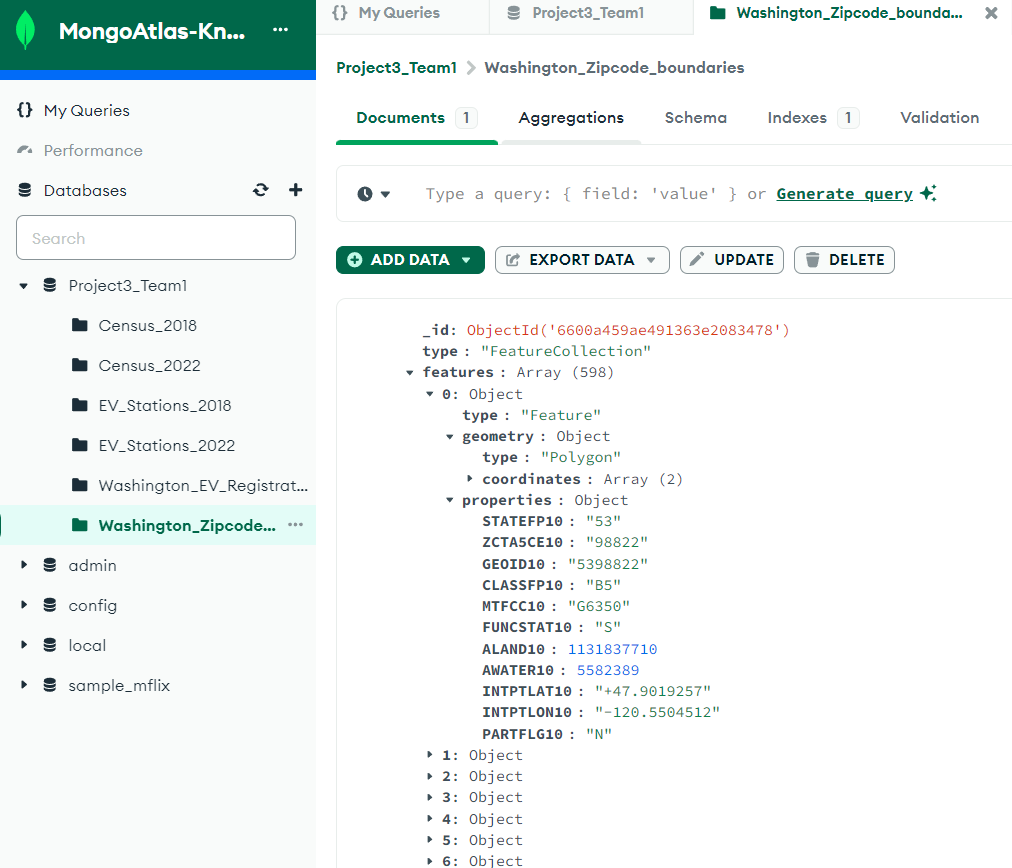 MongoAtlas-Kn... ...
My Queries
Project3_Team1
Washington_Zipcode_bounda...
{} My Queries
Performance
Databases
Search
Project3_Team1
Census_2018
Census_2022
EV_Stations_2018
EV_Stations_2022
Washington_EV_Registrat...
Washington_Zipcode... ...
admin
config
local
sample_mflix
Project3_Team1 > Washington_Zipcode_boundaries
Documents 1 Aggregations Schema Indexes 1 Validation
Type a query: { field: 'value' } or Generate query
ADD DATA EXPORT DATA UPDATE DELETE
_id: ObjectId('6600a459ae491363e2083478')
type : "FeatureCollection"
features : Array (598)
0: Object
type : "Feature"
geometry : Object
type : "Polygon"
coordinates : Array (2)
properties : Object
STATEFP10 : "53"
ZCTA5CE10 : "98822"
GEOID10 : "5398822"
CLASSFP10 : "B5"
MTFCC10 : "G6350"
FUNCSTAT10 : "S"
ALAND10 : 1131837710
AWATER10 : 5582389
INTPTLAT10 : "+47.9019257"
INTPTLON10 : "-120.5504512"
PARTFLG10 : "N"
1: Object
2: Object
3: Object
4: Object
5: Object
6: Object